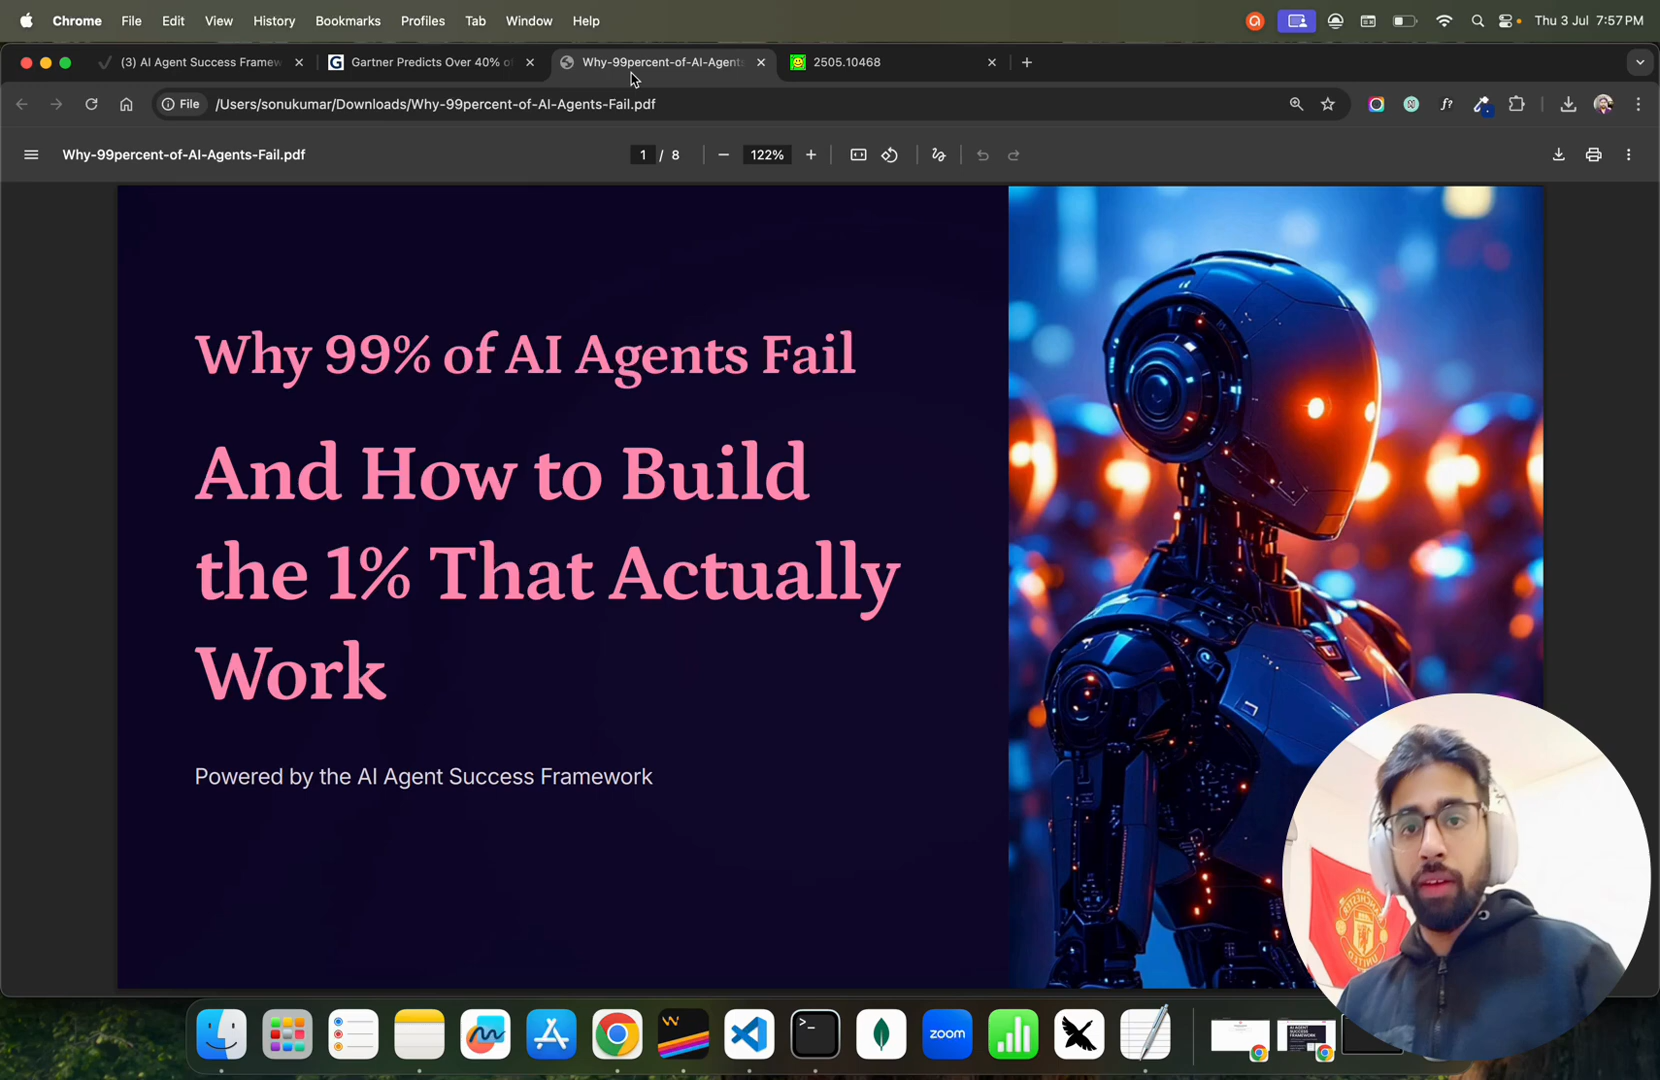 Chrome File Edit View History Bookmarks Profiles Tab Window Help
Thu 3 Jul 7:57 PM
(3) AI Agent Success Framew
Gartner Predicts Over 40% o
Why-99percent-of-AI-Agents
2505.10468
File /Users/sonukumar/Downloads/Why-99percent-of-AI-Agents-Fail.pdf
Why-99percent-of-AI-Agents-Fail.pdf
1 / 8
122%
Why 99% of AI Agents Fail
And How to Build
the 1% That Actually
Work
Powered by the AI Agent Success Framework
zoom